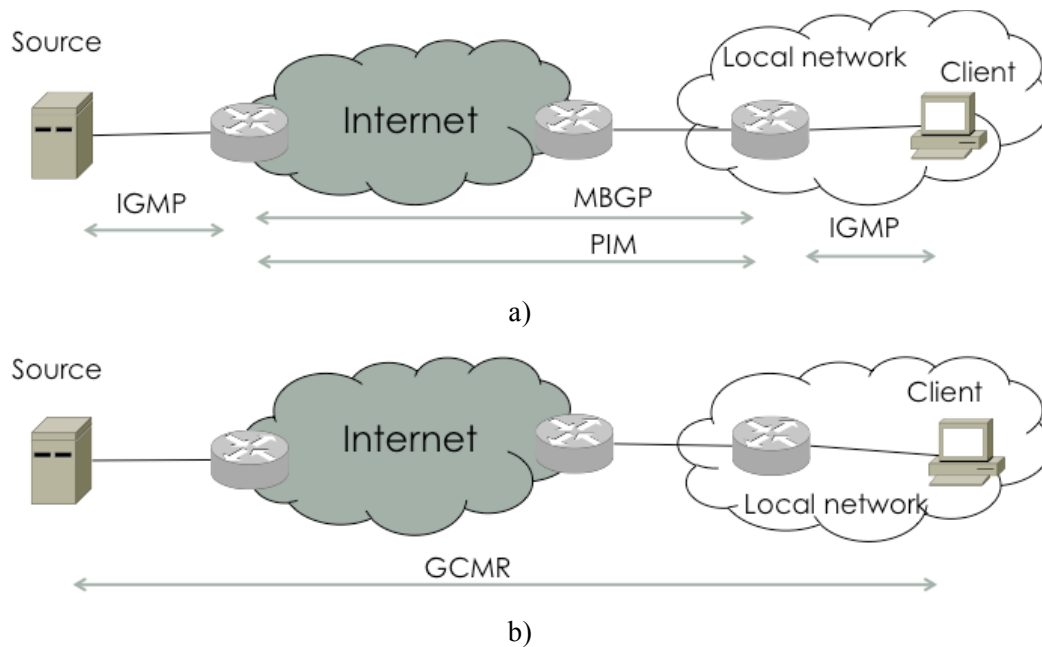 Source
Local network
Client
Internet
IGMP
MBGP
IGMP
PIM
a)
Source
Client
Internet
Local network
GCMR
b)